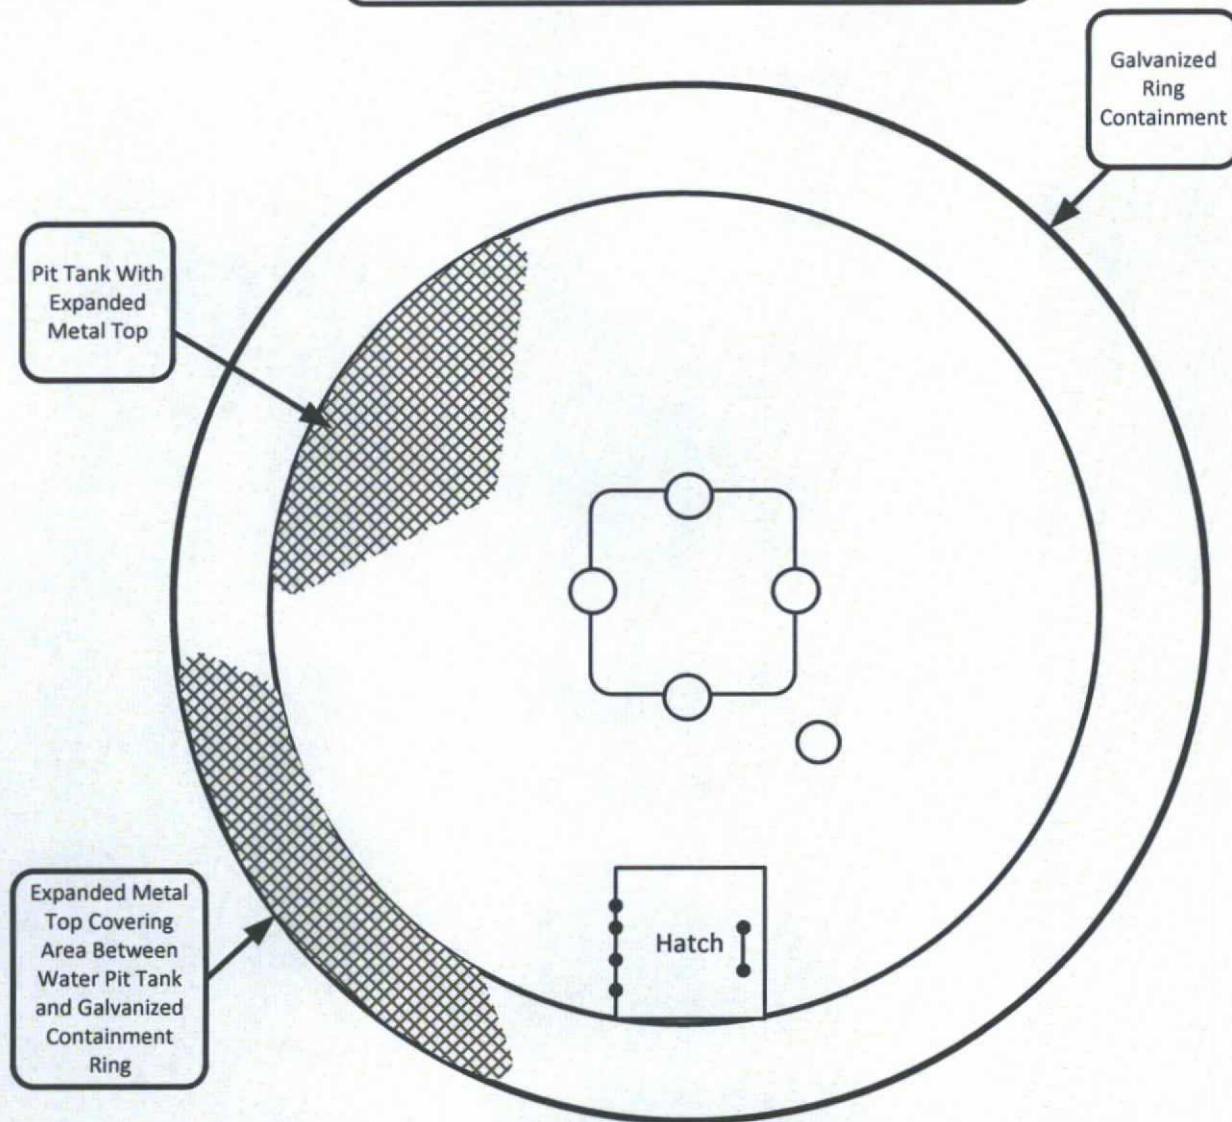 Galvanized
Ring
Containment
Pit Tank With
Expanded
Metal Top
Expanded Metal
Top Covering
Area Between
Water Pit Tank
and Galvanized
Containment
Ring
Hatch